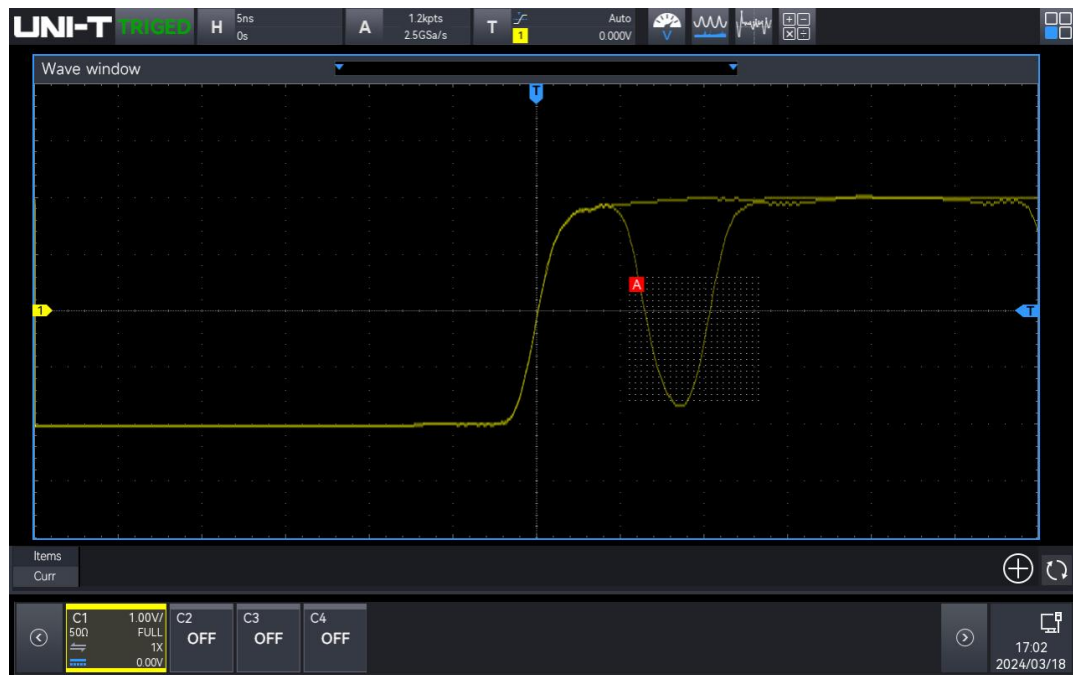 UNI-T TRIGED H 5ns 0s A 1.2kpts 2.5GSa/s T 1 Auto 0.000V V
Wave window
T
A
1 T
Items
Curr
C1 1.00V/ C2 C3 C4
50Ω FULL OFF OFF OFF
1X
0.00V
17:02
2024/03/18